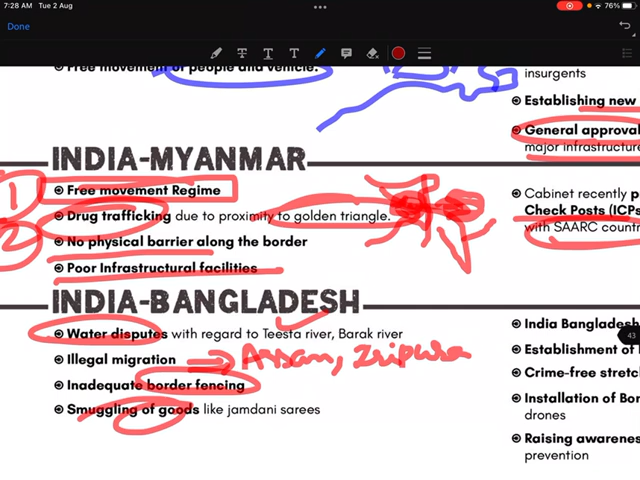 7:28 AM Tue 2 Aug
76%
Done
Free movement of people and vehicle.
insurgents
Establishing new
General approval
major infrastructure
INDIA-MYANMAR
1
Free movement Regime
Drug trafficking due to proximity to golden triangle.
2
No physical barrier along the border
Poor Infrastructural facilities
Cabinet recently p
Check Posts (ICPs
with SAARC countr
INDIA-BANGLADESH
Water disputes with regard to Teesta river, Barak river
Illegal migration
Assam, Tripura
Inadequate border fencing
Smuggling of goods like jamdani sarees
India Bangladesh
43
Establishment of
Crime-free stretc
Installation of Bor
drones
Raising awarenes
prevention